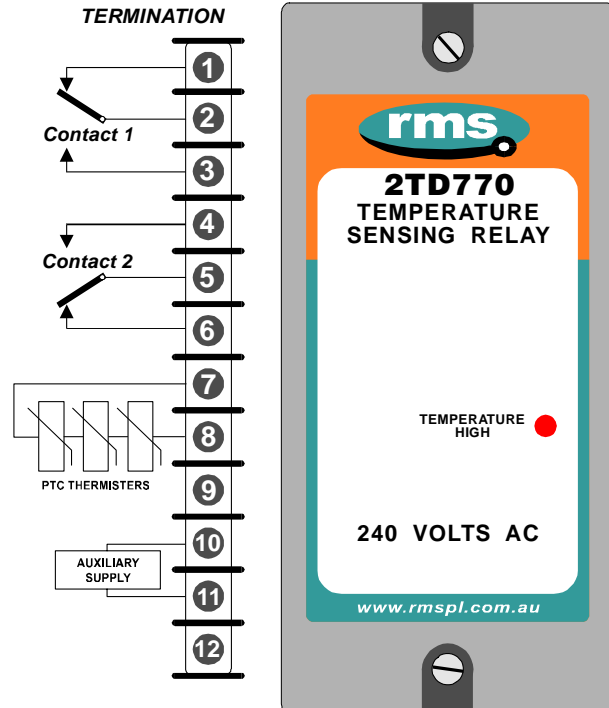 TERMINATION
1
2
Contact 1
3
4
Contact 2
5
6
7
8
PTC THERMISTERS
9
10
AUXILIARY
SUPPLY
11
12
rms
2TD770
TEMPERATURE
SENSING RELAY
TEMPERATURE
HIGH
240 VOLTS AC
www.rmspl.com.au